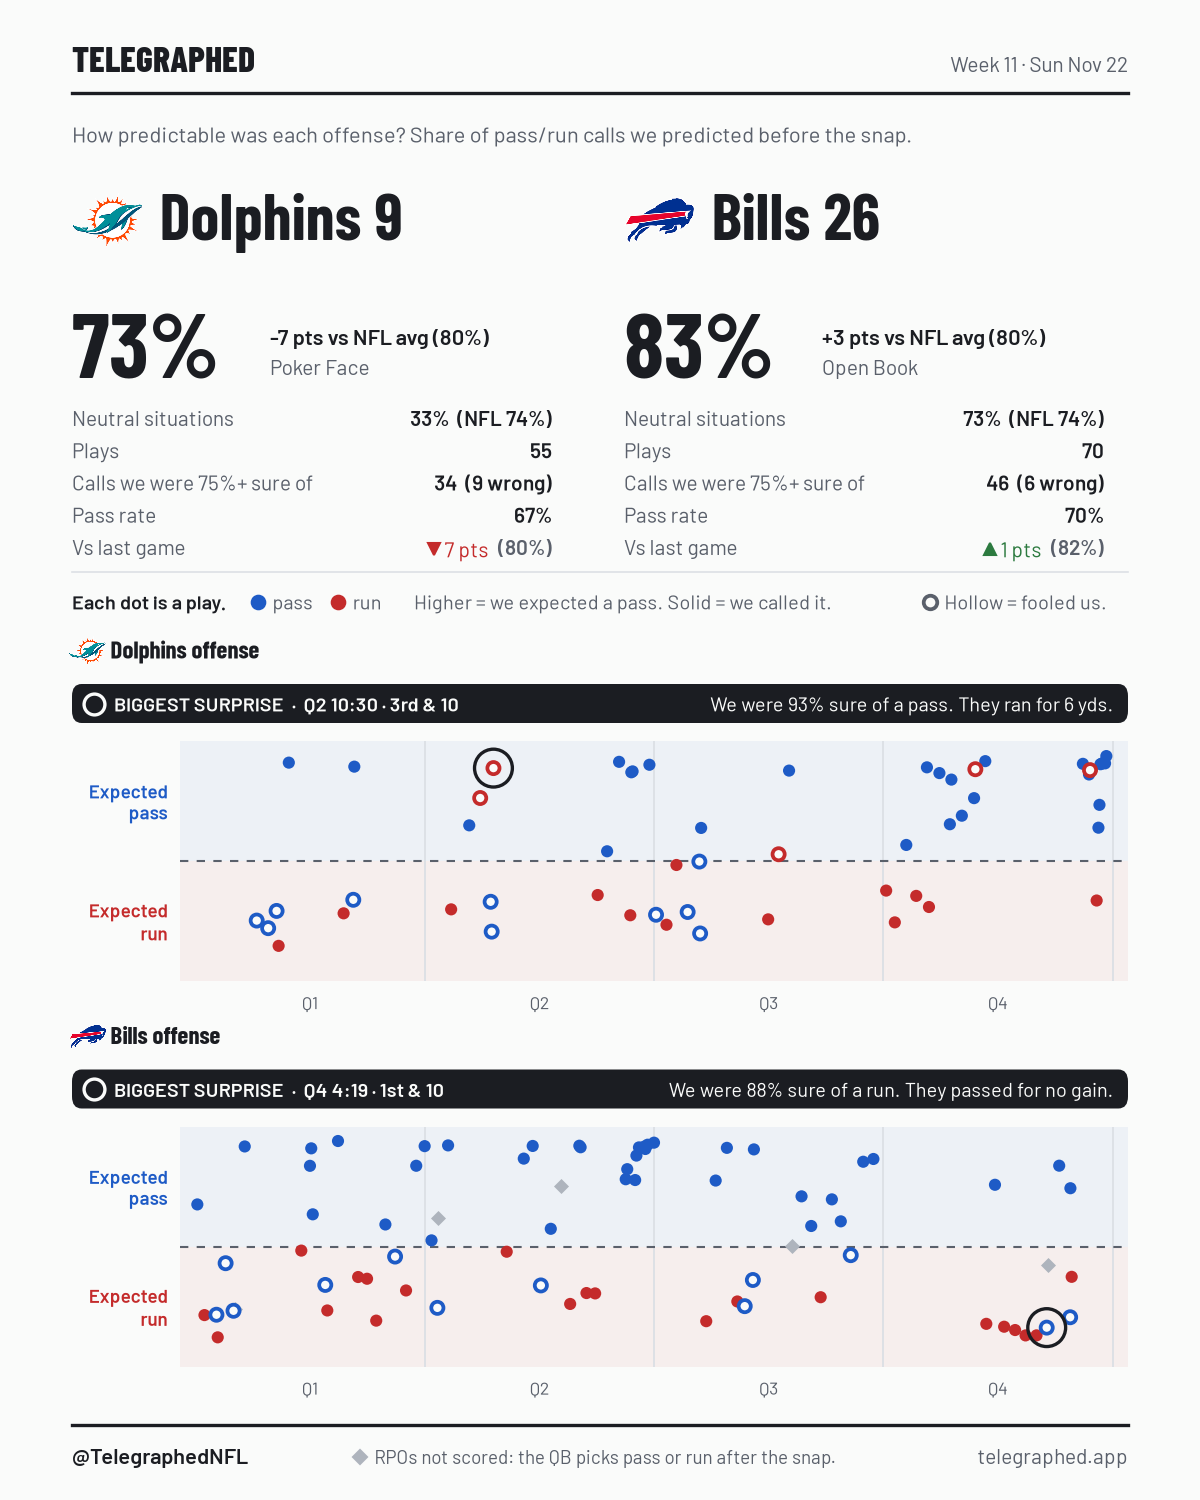 TELEGRAPHED
Week 11 · Sun Nov 22
How predictable was each offense? Share of pass/run calls we predicted before the snap.
Dolphins 9
Bills 26
73%
-7 pts vs NFL avg (80%)
Poker Face
83%
+3 pts vs NFL avg (80%)
Open Book
Neutral situations 33% (NFL 74%)
Plays 55
Calls we were 75%+ sure of 34 (9 wrong)
Pass rate 67%
Vs last game ▼7 pts (80%)
Neutral situations 73% (NFL 74%)
Plays 70
Calls we were 75%+ sure of 46 (6 wrong)
Pass rate 70%
Vs last game ▲1 pts (82%)
Each dot is a play. pass run Higher = we expected a pass. Solid = we called it. Hollow = fooled us.
Dolphins offense
BIGGEST SURPRISE · Q2 10:30 · 3rd & 10 We were 93% sure of a pass. They ran for 6 yds.
Expected
pass
Expected
run
Q1 Q2 Q3 Q4
Bills offense
BIGGEST SURPRISE · Q4 4:19 · 1st & 10 We were 88% sure of a run. They passed for no gain.
Expected
pass
Expected
run
Q1 Q2 Q3 Q4
@TelegraphedNFL RPOs not scored: the QB picks pass or run after the snap. telegraphed.app